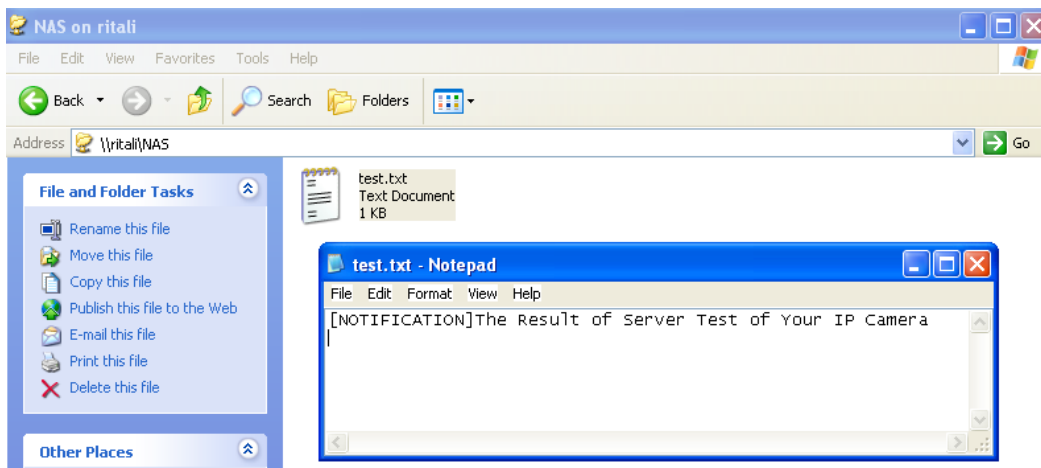 NAS on ritali
File Edit View Favorites Tools Help
Back Search Folders
Address \\ritali\NAS Go
File and Folder Tasks
Rename this file
Move this file
Copy this file
Publish this file to the Web
E-mail this file
Print this file
Delete this file
Other Places
test.txt
Text Document
1 KB
test.txt - Notepad
File Edit Format View Help
[NOTIFICATION]The Result of Server Test of Your IP Camera